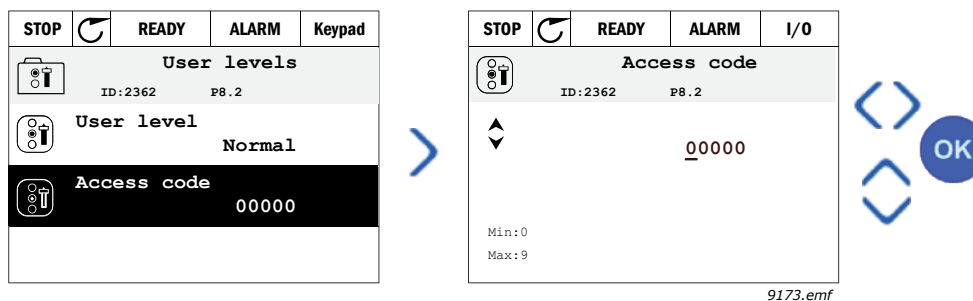 STOP READY ALARM Keypad
User levels
ID:2362 P8.2
User level
Normal
Access code
00000
STOP READY ALARM I/O
Access code
ID:2362 P8.2
00000
Min:0
Max:9
OK
9173.emf